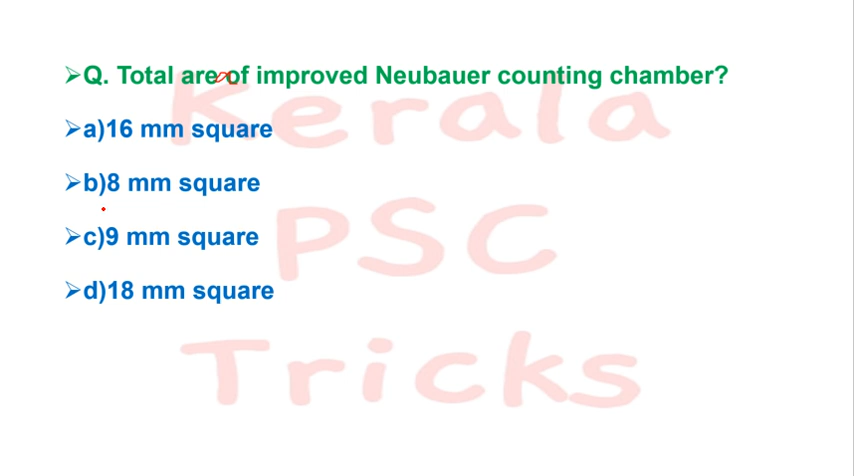 ➢Q. Total are of improved Neubauer counting chamber?
➢a)16 mm square
➢b)8 mm square
➢c)9 mm square
➢d)18 mm square
Kerala
PSC
Tricks